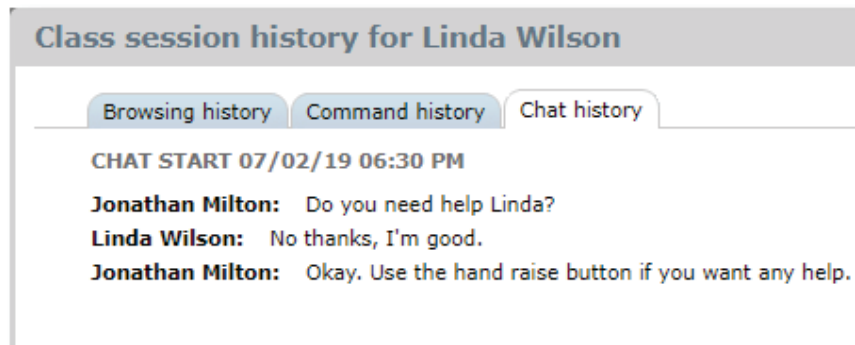 Class session history for Linda Wilson
Browsing history Command history Chat history
CHAT START 07/02/19 06:30 PM
Jonathan Milton: Do you need help Linda?
Linda Wilson: No thanks, I'm good.
Jonathan Milton: Okay. Use the hand raise button if you want any help.